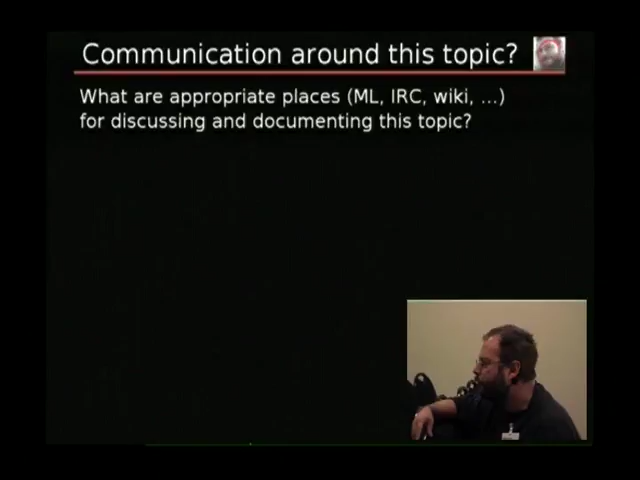 Communication around this topic?
What are appropriate places (ML, IRC, wiki, ...)
for discussing and documenting this topic?